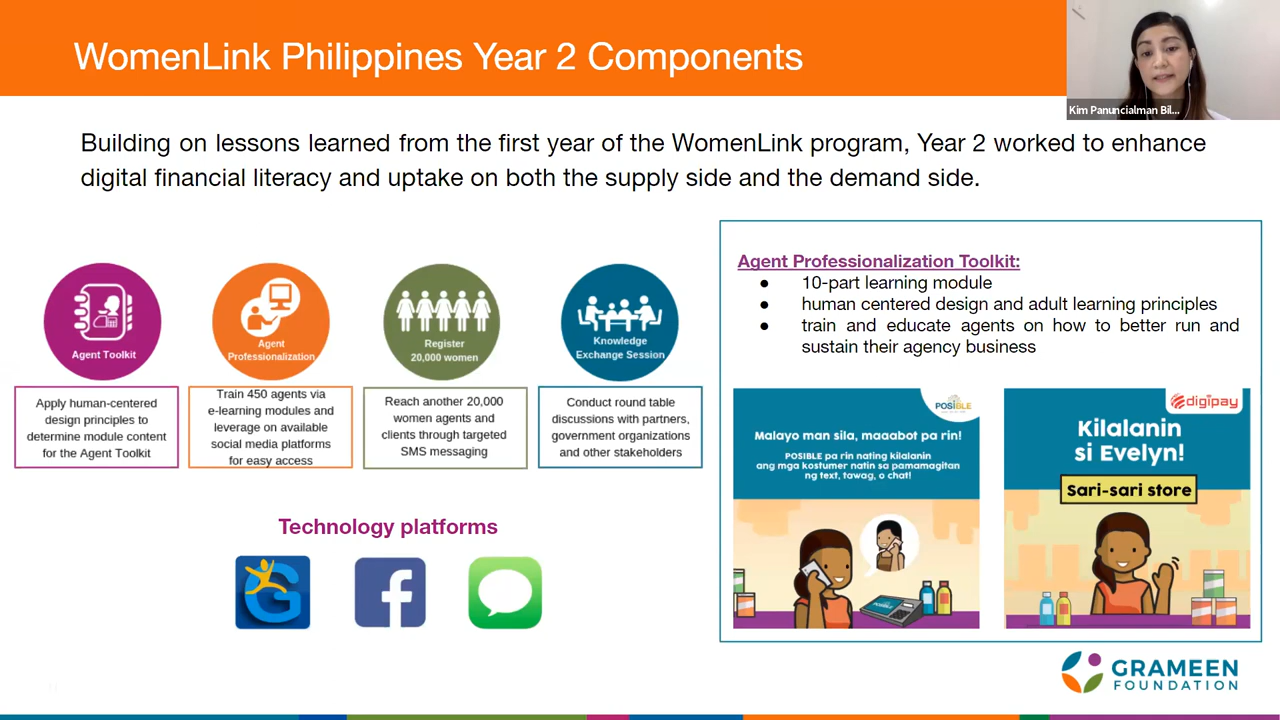 WomenLink Philippines Year 2 Components
Kim Panuncialman Bil...
Building on lessons learned from the first year of the WomenLink program, Year 2 worked to enhance
digital financial literacy and uptake on both the supply side and the demand side.
Agent Toolkit
Apply human-centered
design principles to
determine module content
for the Agent Toolkit
Agent
Professionalization
Train 450 agents via
e-learning modules and
leverage on available
social media platforms
for easy access
Register
20,000 women
Reach another 20,000
women agents and
clients through targeted
SMS messaging
Knowledge
Exchange Session
Conduct round table
discussions with partners,
government organizations
and other stakeholders
Technology platforms
G
f
Agent Professionalization Toolkit:
● 10-part learning module
● human centered design and adult learning principles
● train and educate agents on how to better run and
sustain their agency business
POSiBLE
Malayo man sila, maaabot pa rin!
POSIBLE pa rin nating kilalanin
ang mga kostumer natin sa pamamagitan
ng text, tawag, o chat!
POSiBLE
digipay
Kilalanin
si Evelyn!
Sari-sari store
GRAMEEN
FOUNDATION